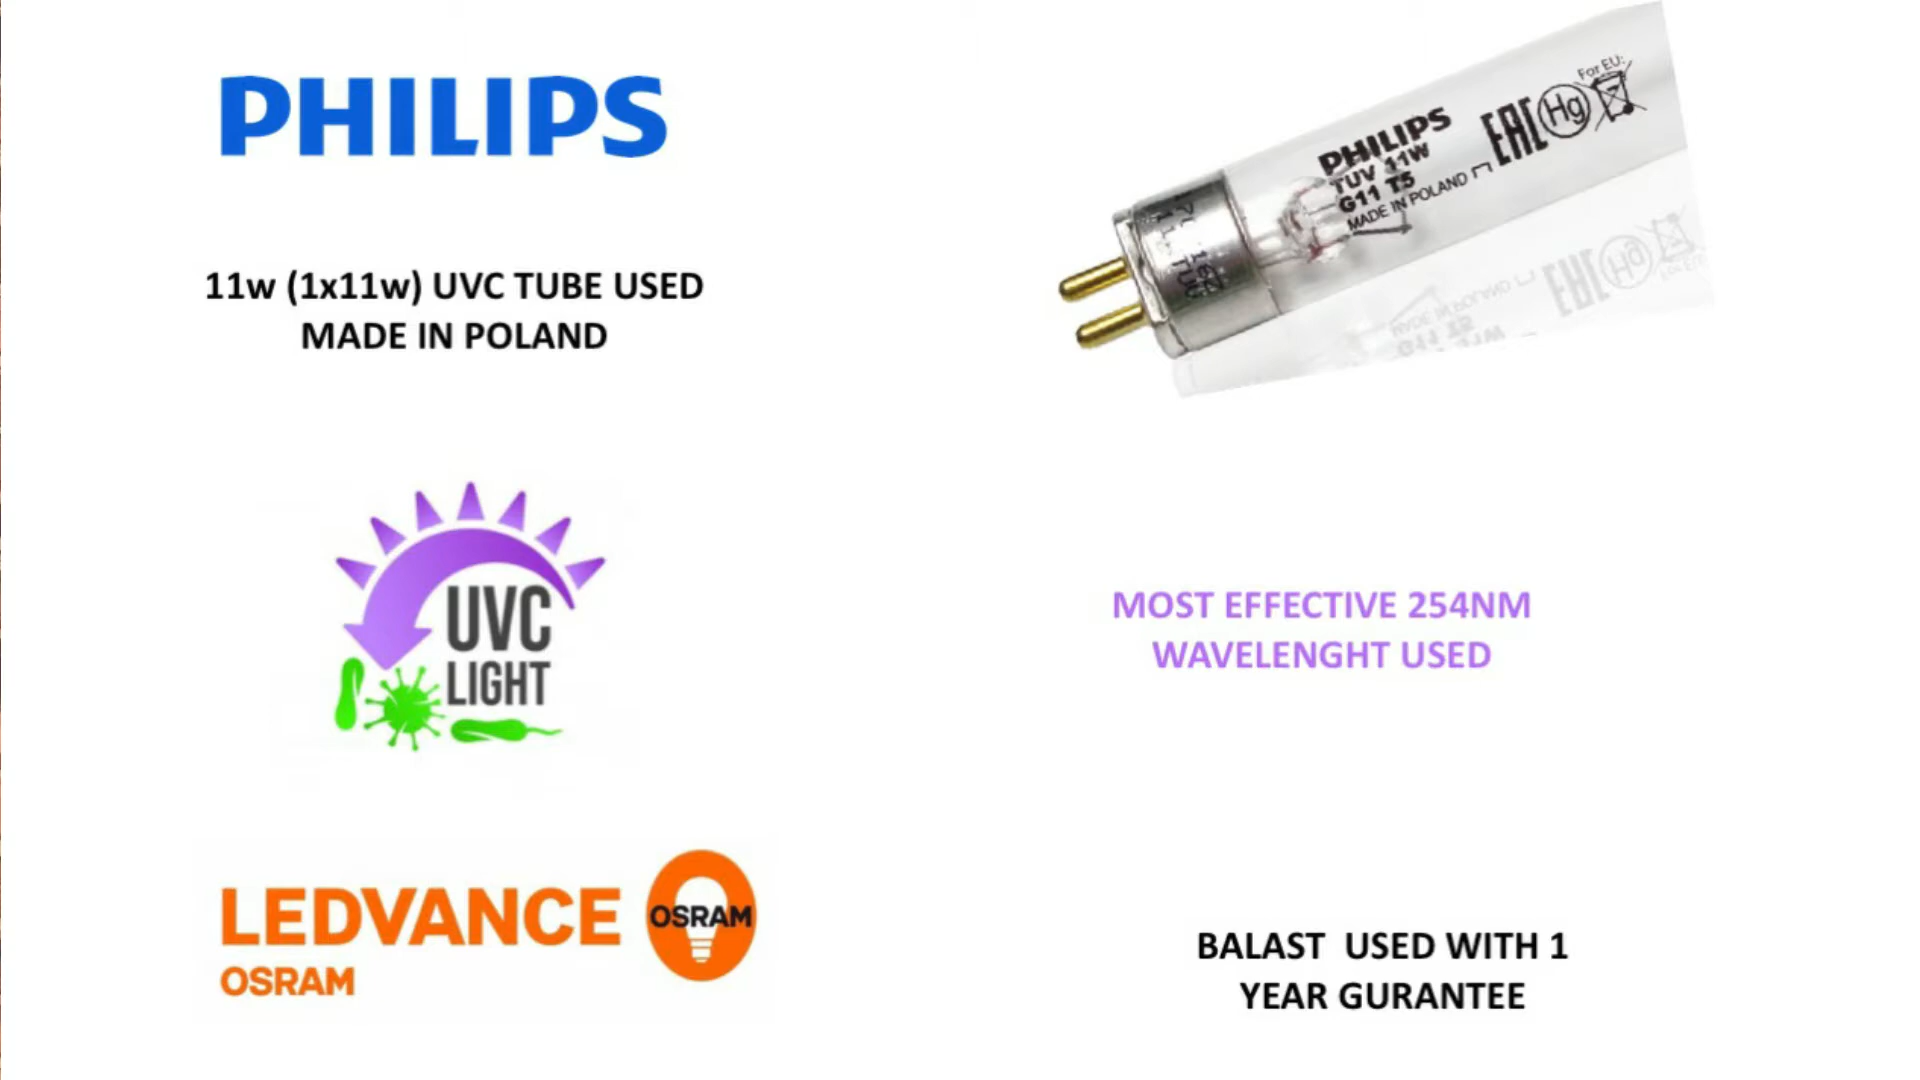 PHILIPS
For EU:
PHILIPS
TUV 11W
G11 T5
MADE IN POLAND
EAC
Hg
11w (1x11w) UVC TUBE USED
MADE IN POLAND
UVC
LIGHT
MOST EFFECTIVE 254NM
WAVELENGHT USED
LEDVANCE
OSRAM
OSRAM
BALAST USED WITH 1
YEAR GURANTEE